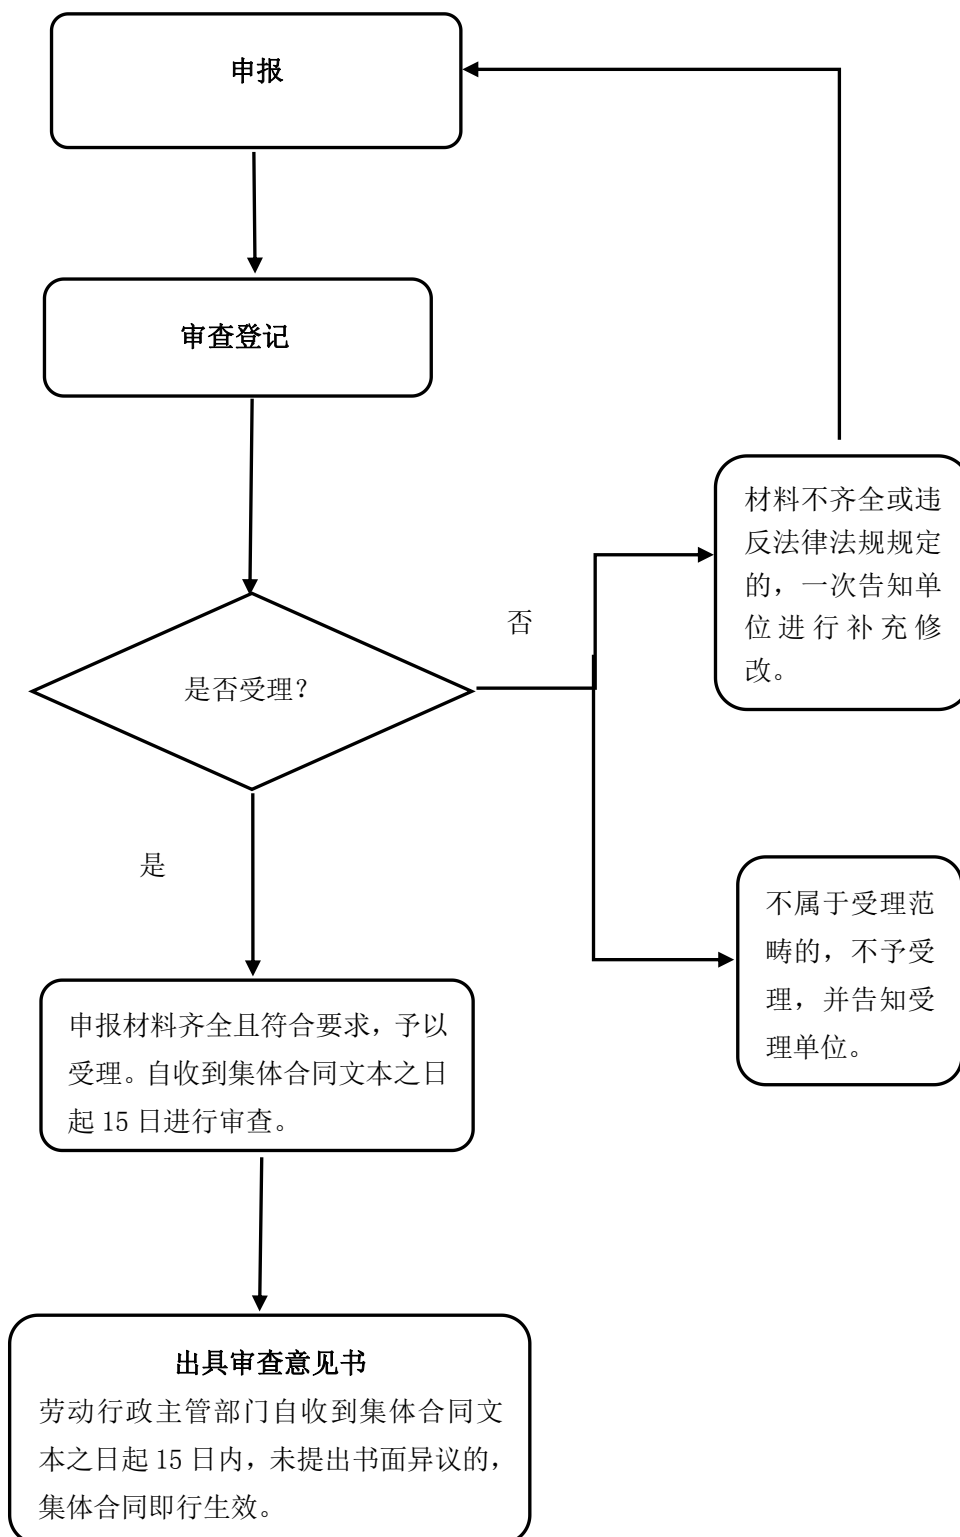 申报
审查登记
材料不齐全或违
反法律法规规定
的，一次告知单
位进行补充修
改。
否
是否受理？
是
不属于受理范
畴的，不予受
理，并告知受
理单位。
申报材料齐全且符合要求，予以
受理。自收到集体合同文本之日
起 15 日进行审查。
出具审查意见书
劳动行政主管部门自收到集体合同文
本之日起 15 日内，未提出书面异议的，
集体合同即行生效。